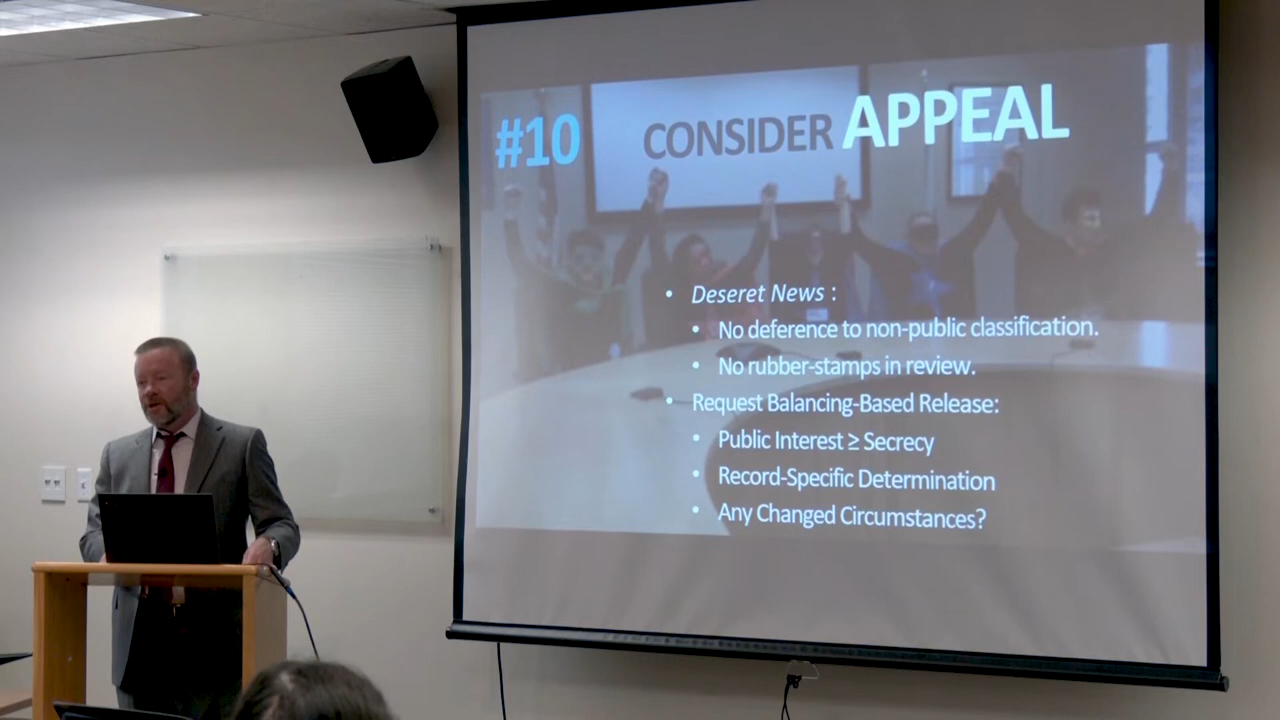 #10 CONSIDER APPEAL
• Deseret News :
• No deference to non-public classification.
• No rubber-stamps in review.
• Request Balancing-Based Release:
• Public Interest ≥ Secrecy
• Record-Specific Determination
• Any Changed Circumstances?